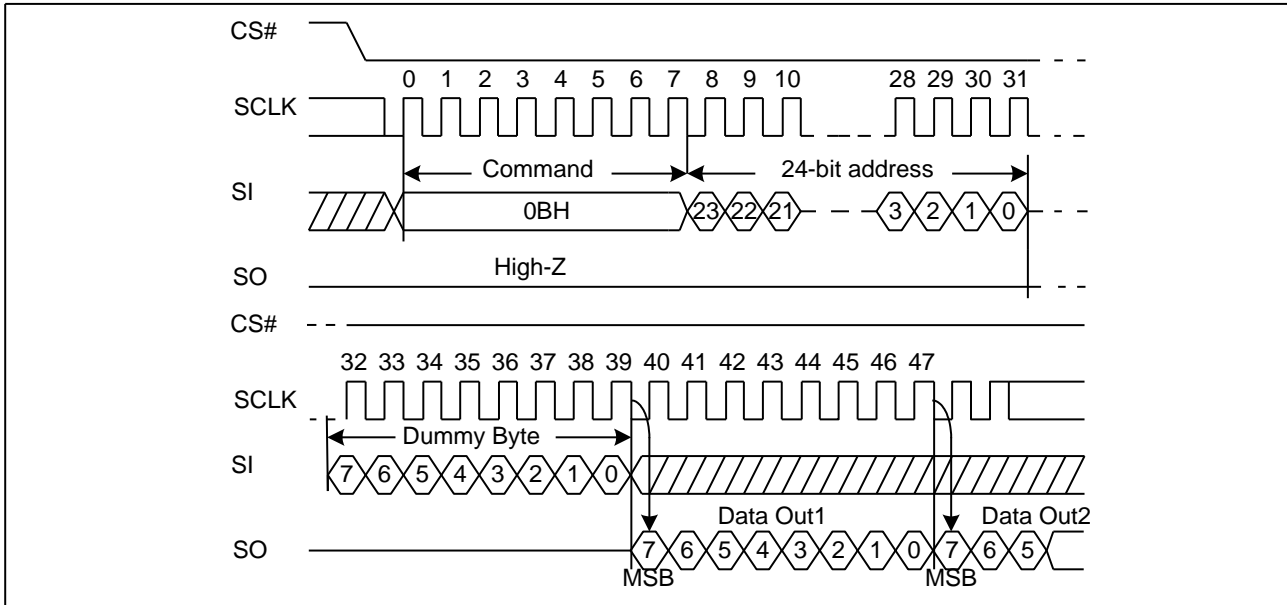 CS#
0 1 2 3 4 5 6 7 8 9 10 28 29 30 31
SCLK
Command 24-bit address
SI
0BH 23 22 21 3 2 1 0
High-Z
SO
CS#
32 33 34 35 36 37 38 39 40 41 42 43 44 45 46 47
SCLK
Dummy Byte
SI
7 6 5 4 3 2 1 0
Data Out1 Data Out2
SO
7 6 5 4 3 2 1 0 7 6 5
MSB MSB